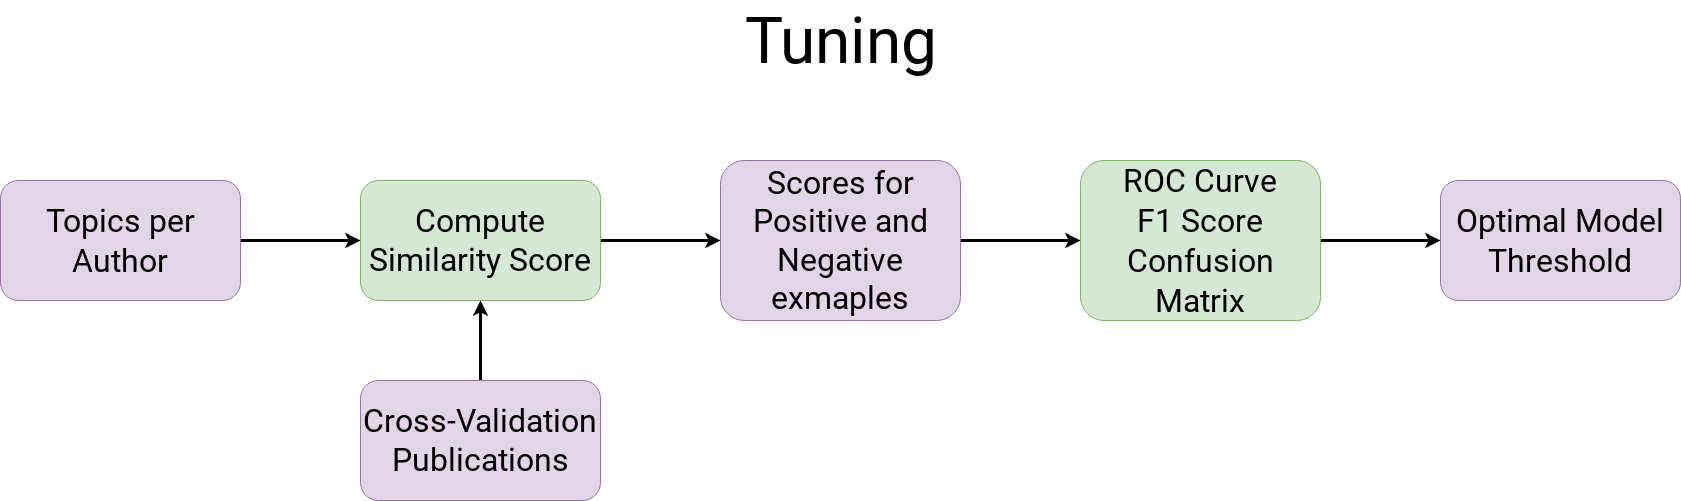 Tuning
Topics per
Author
Compute
Similarity Score
Scores for
Positive and
Negative
exmaples
ROC Curve
F1 Score
Confusion
Matrix
Optimal Model
Threshold
Cross-Validation
Publications